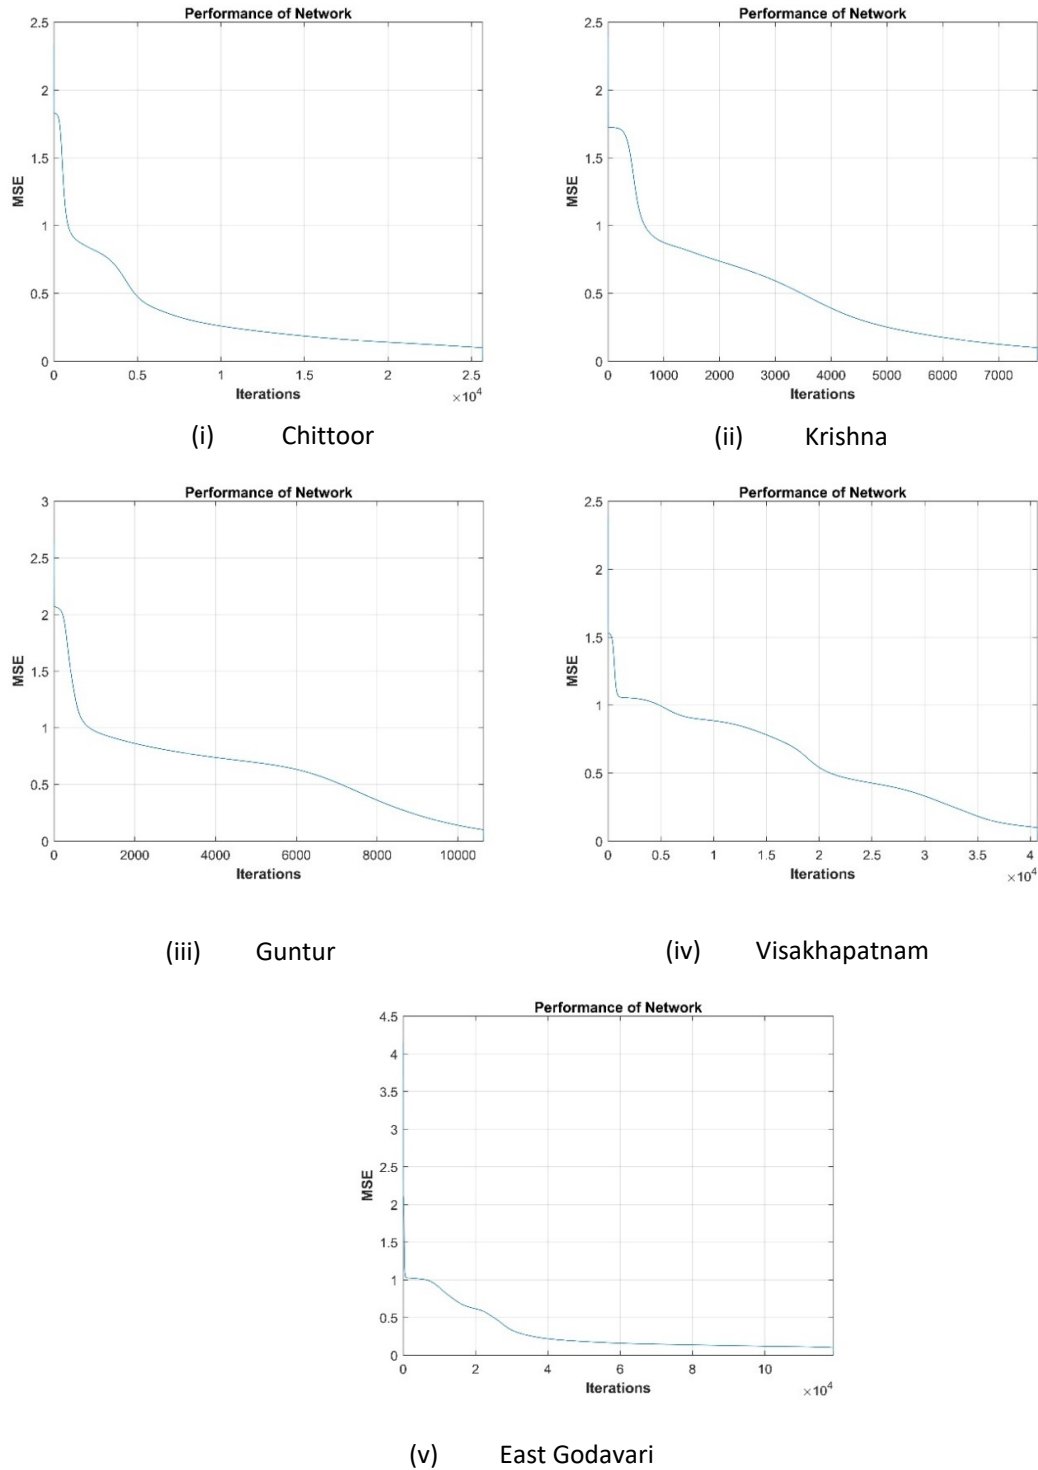 Performance of Network
2.5
2
1.5
1
0.5
0
MSE
0 0.5 1 1.5 2 2.5
Iterations
×10⁴
(i) Chittoor
Performance of Network
2.5
2
1.5
1
0.5
0
MSE
0 1000 2000 3000 4000 5000 6000 7000
Iterations
(ii) Krishna
Performance of Network
3
2.5
2
1.5
1
0.5
0
MSE
0 2000 4000 6000 8000 10000
Iterations
(iii) Guntur
Performance of Network
2.5
2
1.5
1
0.5
0
MSE
0 0.5 1 1.5 2 2.5 3 3.5 4
Iterations
×10⁴
(iv) Visakhapatnam
Performance of Network
4.5
4
3.5
3
2.5
2
1.5
1
0.5
0
MSE
0 2 4 6 8 10
Iterations
×10⁴
(v) East Godavari